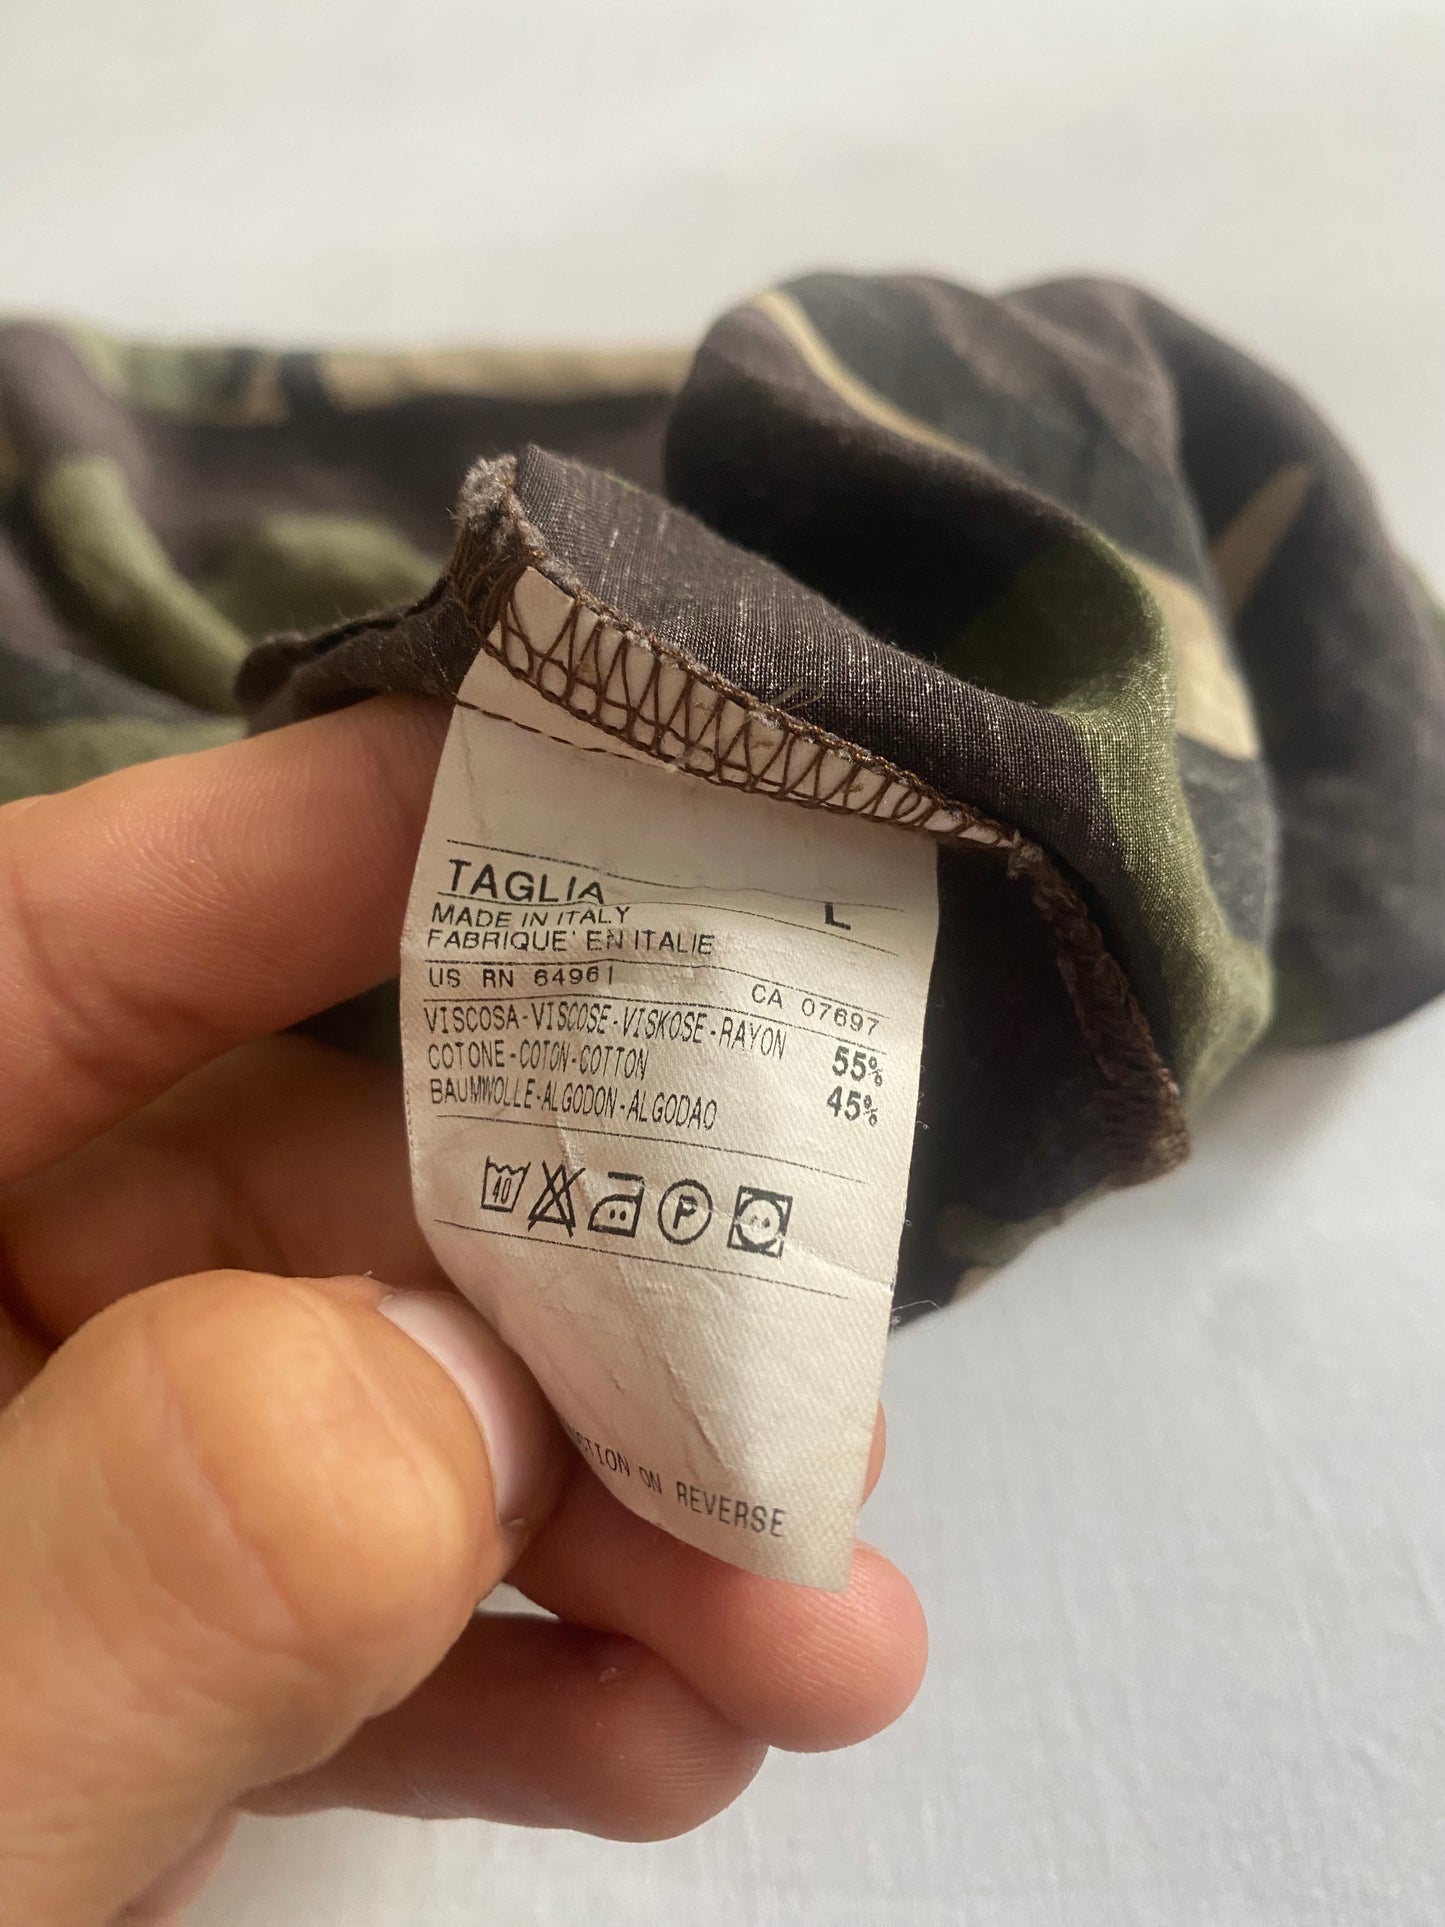 TAGLIA L
MADE IN ITALY
FABRIQUE' EN ITALIE
US RN 64961 CA 07697
VISCOSA-VISCOSE-VISKOSE-RAYON 55%
COTONE-COTON-COTTON 45%
BAUMWOLLE-ALGODON-ALGODAO
40
P
ON REVERSE